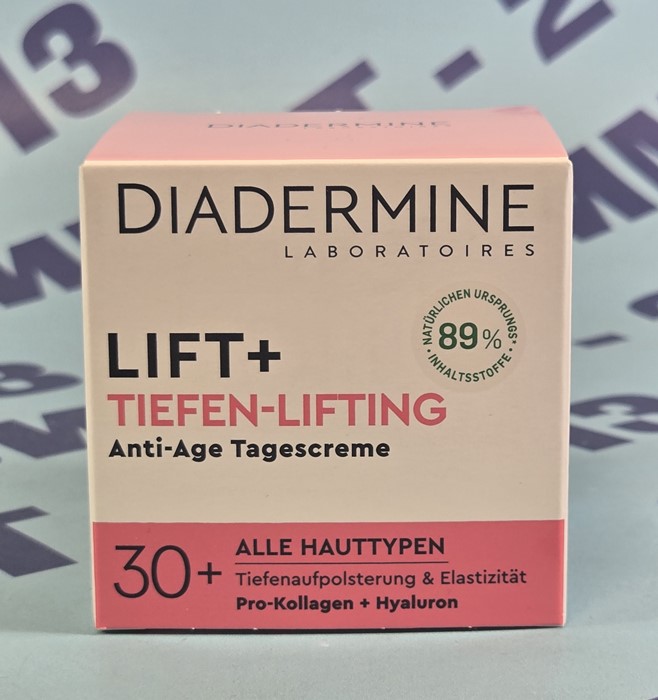 DIADERMINE
DIADERMINE
LABORATOIRES
NATÜRLICHEN URSPRUNGS*
89%
INHALTSSTOFFE
LIFT+
TIEFEN-LIFTING
Anti-Age Tagescreme
30+
ALLE HAUTTYPEN
Tiefenaufpolsterung & Elastizität
Pro-Kollagen + Hyaluron